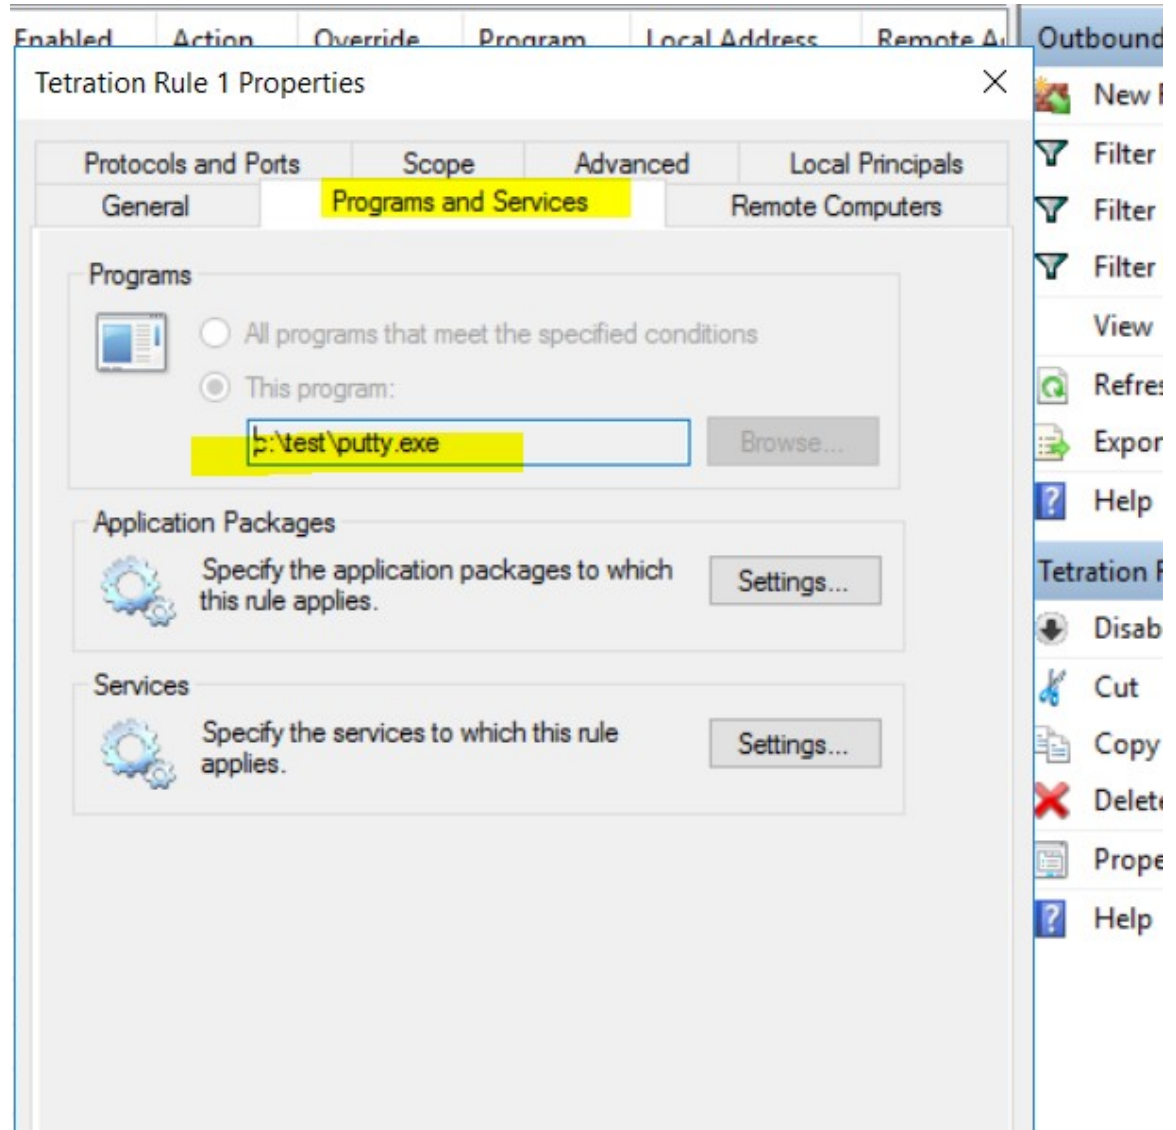 Enabled Action Override Program Local Address Remote A
Outbound
Tetration Rule 1 Properties
New
Protocols and Ports Scope Advanced Local Principals
Filter
General Programs and Services Remote Computers
Filter
Programs
Filter
All programs that meet the specified conditions
View
This program:
Refres
c:\test\putty.exe Browse...
Expor
Help
Application Packages
Specify the application packages to which
this rule applies.
Settings...
Tetration
Disab
Services
Cut
Specify the services to which this rule
applies.
Settings...
Copy
Delete
Prope
Help